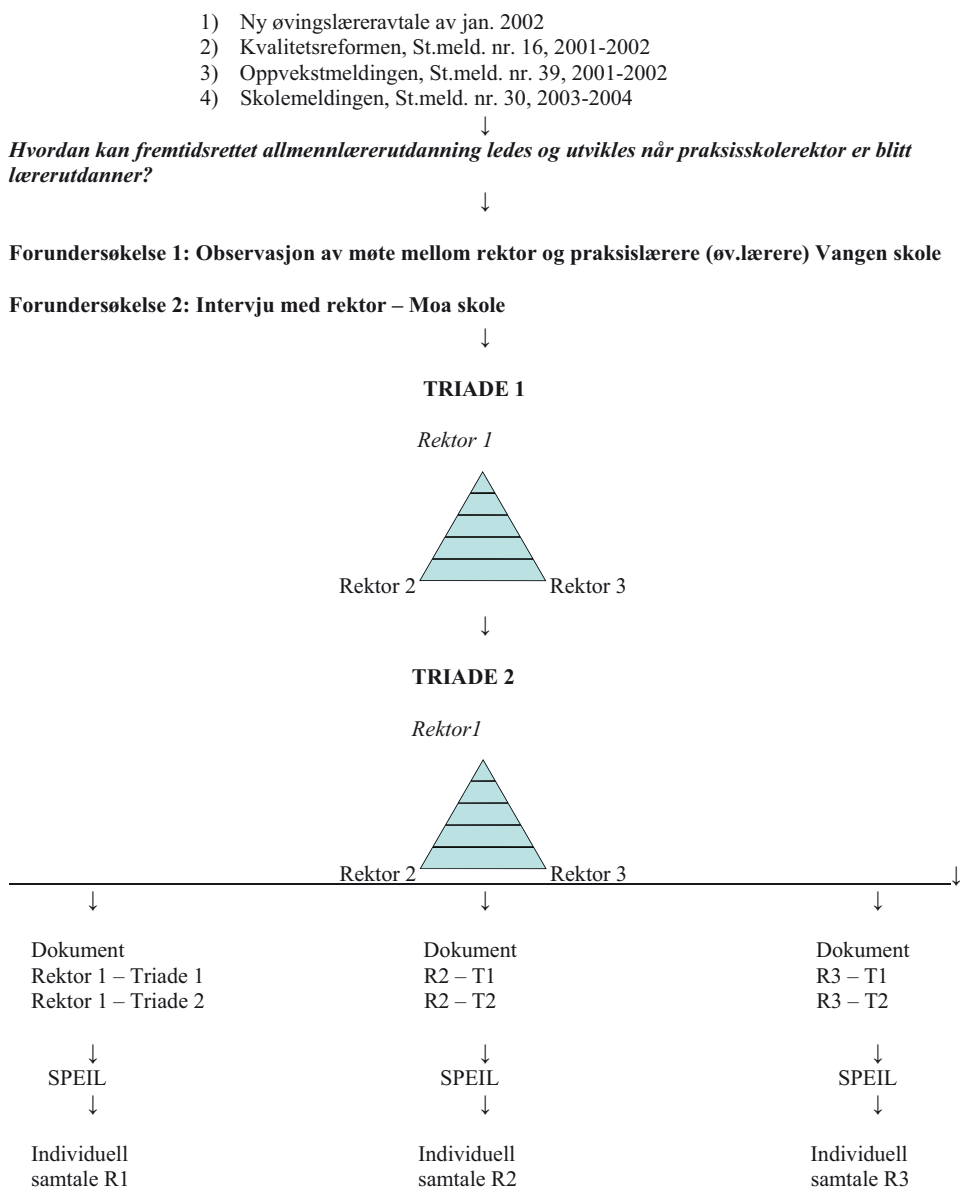 1) Ny øvingslæreravtale av jan. 2002
2) Kvalitetsreformen, St.meld. nr. 16, 2001-2002
3) Oppvekstmeldingen, St.meld. nr. 39, 2001-2002
4) Skolemeldingen, St.meld. nr. 30, 2003-2004
↓
Hvordan kan fremtidsrettet allmennlærerutdanning ledes og utvikles når praksisskolerektor er blitt
lærerutdanner?
↓
Forundersøkelse 1: Observasjon av møte mellom rektor og praksislærere (øv.lærere) Vangen skole
Forundersøkelse 2: Intervju med rektor – Moa skole
↓
TRIADE 1
Rektor 1
Rektor 2 Rektor 3
↓
TRIADE 2
Rektor1
Rektor 2 Rektor 3 ↓
↓ ↓ ↓
Dokument Dokument Dokument
Rektor 1 – Triade 1 R2 – T1 R3 – T1
Rektor 1 – Triade 2 R2 – T2 R3 – T2
↓ ↓ ↓
SPEIL SPEIL SPEIL
↓ ↓ ↓
Individuell Individuell Individuell
samtale R1 samtale R2 samtale R3